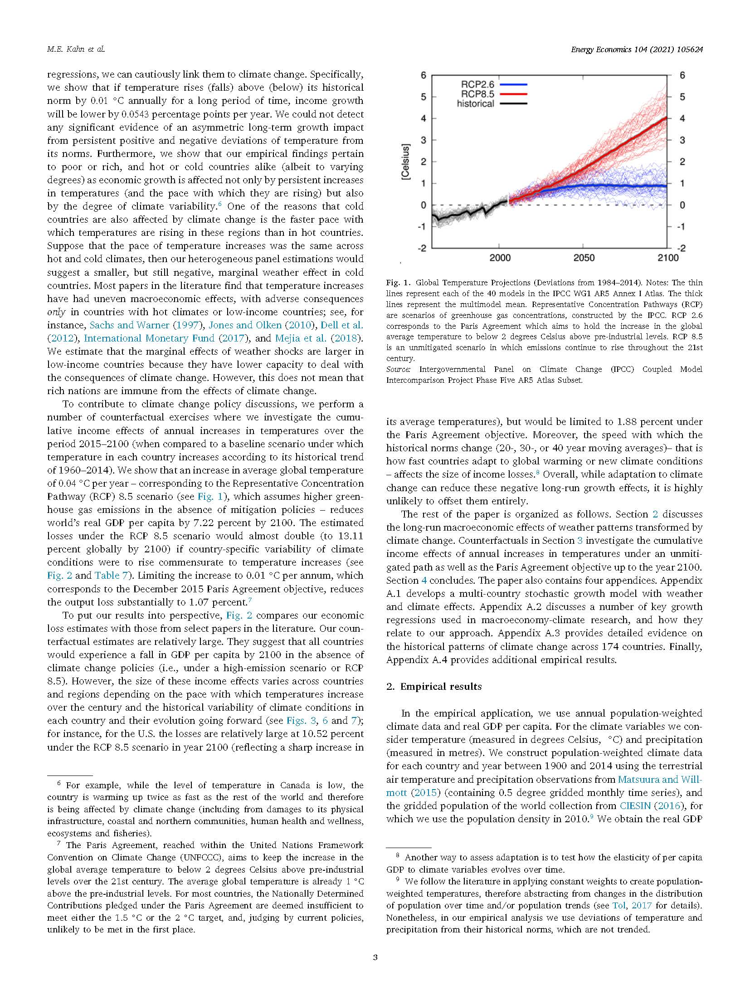 M.E. Kahn et al.
Energy Economics 104 (2021) 105624
regressions, we can cautiously link them to climate change. Specifically,
we show that if temperature rises (falls) above (below) its historical
norm by 0.01 °C annually for a long period of time, income growth
will be lower by 0.0543 percentage points per year. We could not detect
any significant evidence of an asymmetric long-term growth impact
from persistent positive and negative deviations of temperature from
its norms. Furthermore, we show that our empirical findings pertain
to poor or rich, and hot or cold countries alike (albeit to varying
degrees) as economic growth is affected not only by persistent increases
in temperatures (and the pace with which they are rising) but also
by the degree of climate variability.6 One of the reasons that cold
countries are also affected by climate change is the faster pace with
which temperatures are rising in these regions than in hot countries.
Suppose that the pace of temperature increases was the same across
hot and cold climates, then our heterogeneous panel estimations would
suggest a smaller, but still negative, marginal weather effect in cold
countries. Most papers in the literature find that temperature increases
have had uneven macroeconomic effects, with adverse consequences
only in countries with hot climates or low-income countries; see, for
instance, Sachs and Warner (1997), Jones and Olken (2010), Dell et al.
(2012), International Monetary Fund (2017), and Mejia et al. (2018).
We estimate that the marginal effects of weather shocks are larger in
low-income countries because they have lower capacity to deal with
the consequences of climate change. However, this does not mean that
rich nations are immune from the effects of climate change.
To contribute to climate change policy discussions, we perform a
number of counterfactual exercises where we investigate the cumu-
lative income effects of annual increases in temperatures over the
period 2015–2100 (when compared to a baseline scenario under which
temperature in each country increases according to its historical trend
of 1960–2014). We show that an increase in average global temperature
of 0.04 °C per year – corresponding to the Representative Concentration
Pathway (RCP) 8.5 scenario (see Fig. 1), which assumes higher green-
house gas emissions in the absence of mitigation policies – reduces
world's real GDP per capita by 7.22 percent by 2100. The estimated
losses under the RCP 8.5 scenario would almost double (to 13.11
percent globally by 2100) if country-specific variability of climate
conditions were to rise commensurate to temperature increases (see
Fig. 2 and Table 7). Limiting the increase to 0.01 °C per annum, which
corresponds to the December 2015 Paris Agreement objective, reduces
the output loss substantially to 1.07 percent.7
To put our results into perspective, Fig. 2 compares our economic
loss estimates with those from select papers in the literature. Our coun-
terfactual estimates are relatively large. They suggest that all countries
would experience a fall in GDP per capita by 2100 in the absence of
climate change policies (i.e., under a high-emission scenario or RCP
8.5). However, the size of these income effects varies across countries
and regions depending on the pace with which temperatures increase
over the century and the historical variability of climate conditions in
each country and their evolution going forward (see Figs. 3, 6 and 7);
for instance, for the U.S. the losses are relatively large at 10.52 percent
under the RCP 8.5 scenario in year 2100 (reflecting a sharp increase in
6 For example, while the level of temperature in Canada is low, the
country is warming up twice as fast as the rest of the world and therefore
is being affected by climate change (including from damages to its physical
infrastructure, coastal and northern communities, human health and wellness,
ecosystems and fisheries).
7 The Paris Agreement, reached within the United Nations Framework
Convention on Climate Change (UNFCCC), aims to keep the increase in the
global average temperature to below 2 degrees Celsius above pre-industrial
levels over the 21st century. The average global temperature is already 1 °C
above the pre-industrial levels. For most countries, the Nationally Determined
Contributions pledged under the Paris Agreement are deemed insufficient to
meet either the 1.5 °C or the 2 °C target, and, judging by current policies,
unlikely to be met in the first place.
6 6
RCP2.6
RCP8.5
5 5
historical
4 4
3 3
[Celsius]
2 2
1 1
0 0
-1 -1
-2 -2
2000 2050 2100
Fig. 1. Global Temperature Projections (Deviations from 1984–2014). Notes: The thin
lines represent each of the 40 models in the IPCC WG1 AR5 Annex I Atlas. The thick
lines represent the multimodel mean. Representative Concentration Pathways (RCP)
are scenarios of greenhouse gas concentrations, constructed by the IPCC. RCP 2.6
corresponds to the Paris Agreement which aims to hold the increase in the global
average temperature to below 2 degrees Celsius above pre-industrial levels. RCP 8.5
is an unmitigated scenario in which emissions continue to rise throughout the 21st
century.
Source: Intergovernmental Panel on Climate Change (IPCC) Coupled Model
Intercomparison Project Phase Five AR5 Atlas Subset.
its average temperatures), but would be limited to 1.88 percent under
the Paris Agreement objective. Moreover, the speed with which the
historical norms change (20-, 30-, or 40 year moving averages)– that is
how fast countries adapt to global warming or new climate conditions
– affects the size of income losses.8 Overall, while adaptation to climate
change can reduce these negative long-run growth effects, it is highly
unlikely to offset them entirely.
The rest of the paper is organized as follows. Section 2 discusses
the long-run macroeconomic effects of weather patterns transformed by
climate change. Counterfactuals in Section 3 investigate the cumulative
income effects of annual increases in temperatures under an unmiti-
gated path as well as the Paris Agreement objective up to the year 2100.
Section 4 concludes. The paper also contains four appendices. Appendix
A.1 develops a multi-country stochastic growth model with weather
and climate effects. Appendix A.2 discusses a number of key growth
regressions used in macroeconomy-climate research, and how they
relate to our approach. Appendix A.3 provides detailed evidence on
the historical patterns of climate change across 174 countries. Finally,
Appendix A.4 provides additional empirical results.
2. Empirical results
In the empirical application, we use annual population-weighted
climate data and real GDP per capita. For the climate variables we con-
sider temperature (measured in degrees Celsius, °C) and precipitation
(measured in metres). We construct population-weighted climate data
for each country and year between 1900 and 2014 using the terrestrial
air temperature and precipitation observations from Matsuura and Will-
mott (2015) (containing 0.5 degree gridded monthly time series), and
the gridded population of the world collection from CIESIN (2016), for
which we use the population density in 2010.9 We obtain the real GDP
8 Another way to assess adaptation is to test how the elasticity of per capita
GDP to climate variables evolves over time.
9 We follow the literature in applying constant weights to create population-
weighted temperatures, therefore abstracting from changes in the distribution
of population over time and/or population trends (see Tol, 2017 for details).
Nonetheless, in our empirical analysis we use deviations of temperature and
precipitation from their historical norms, which are not trended.
3